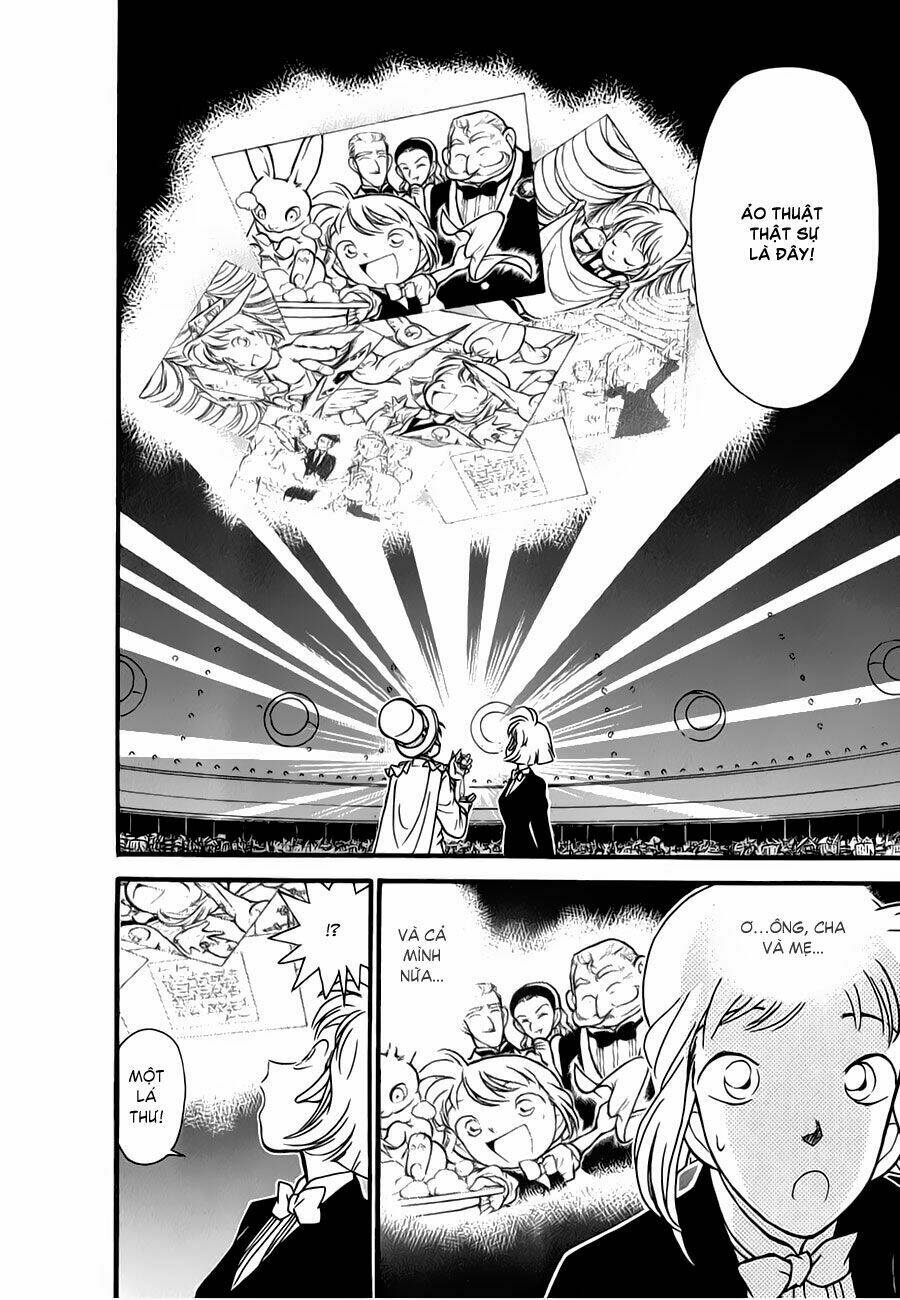 ẢO THUẬT
THẬT SỰ
LÀ ĐÂY!
Ơ...ÔNG, CHA
VÀ MẸ...
VÀ CẢ
MÌNH
NỮA...
!?
MỘT
LÁ
THƯ!